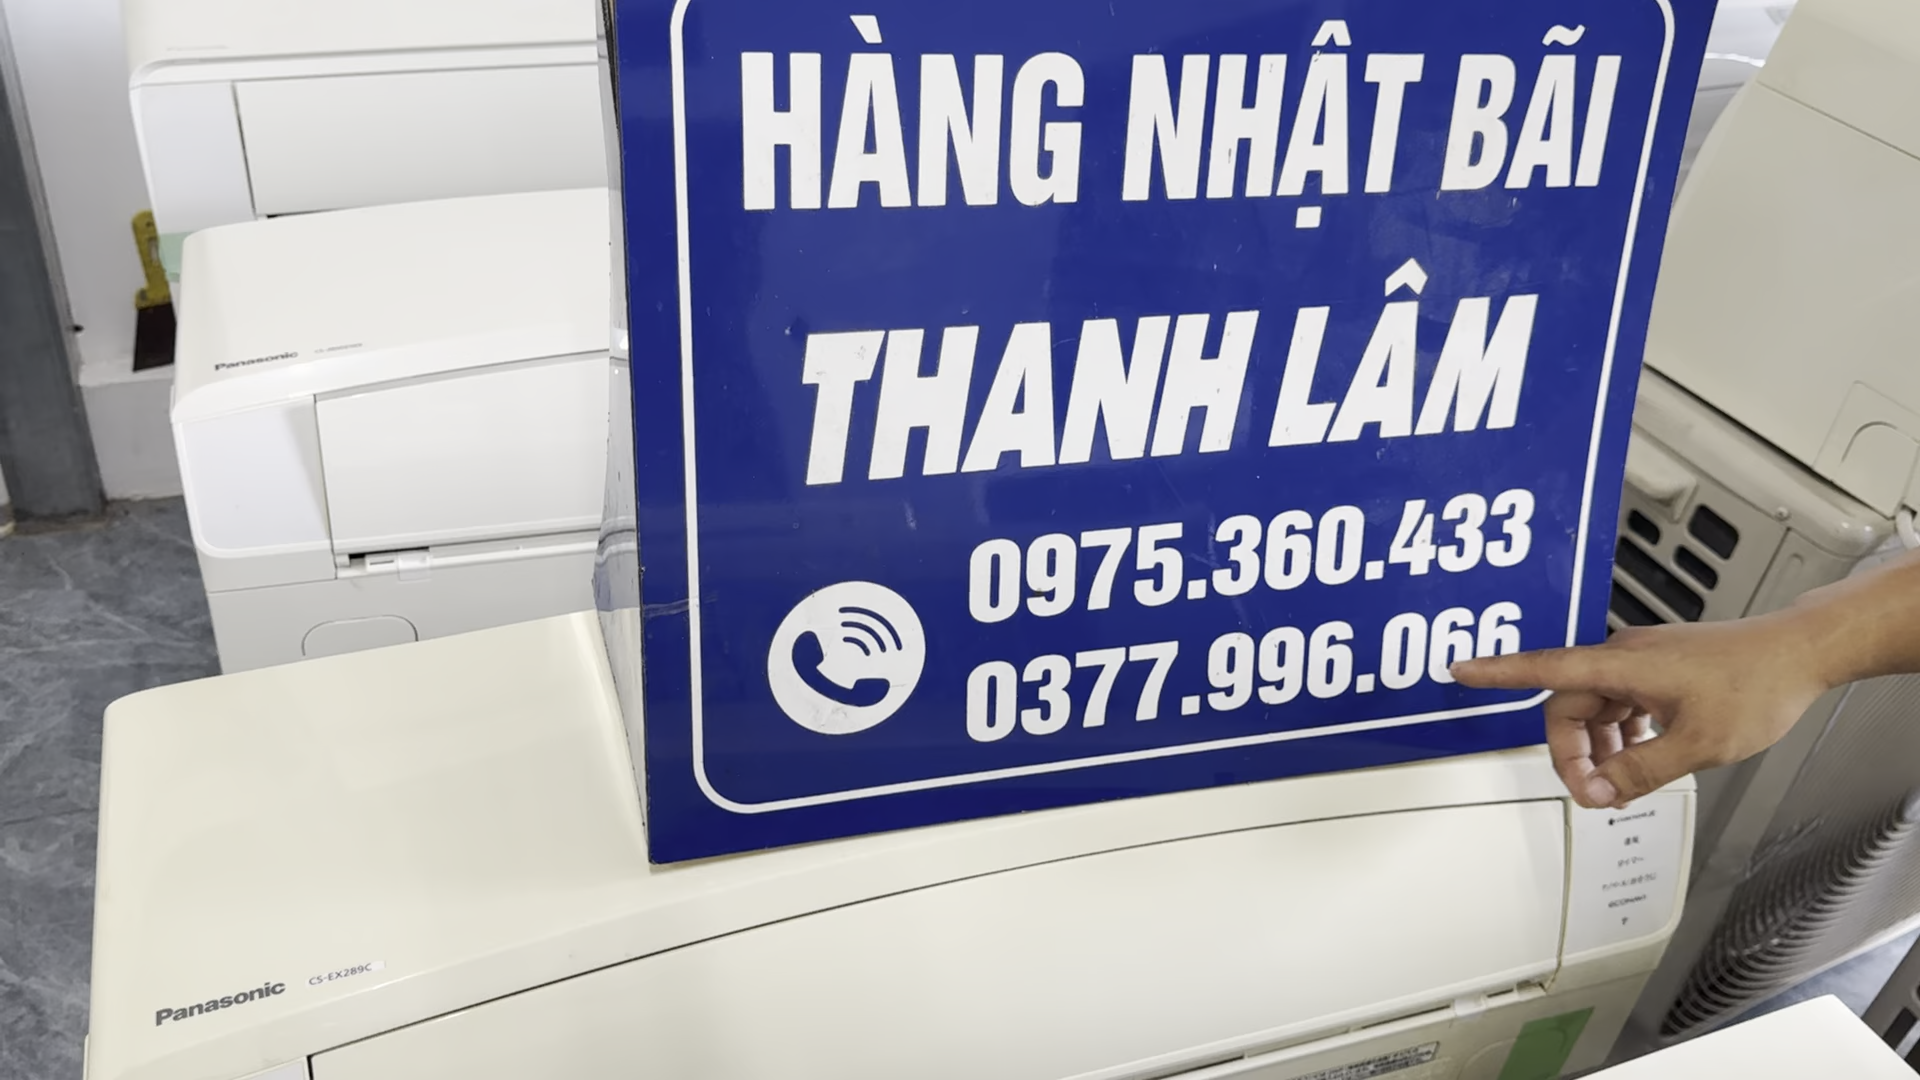 HÀNG NHẬT BÃI
THANH LÂM
0975.360.433
0377.996.066
Panasonic
Panasonic CS-EX289C